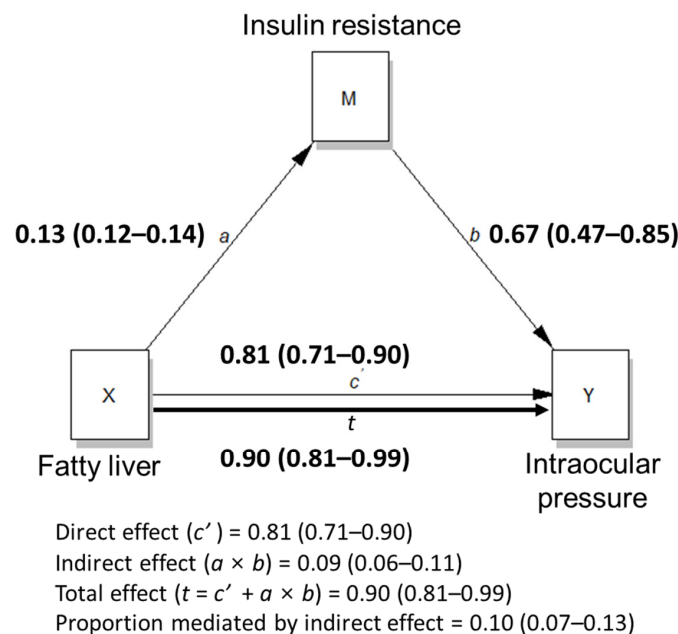 Insulin resistance
M
0.13 (0.12–0.14) a
b 0.67 (0.47–0.85)
0.81 (0.71–0.90)
c′
X
Y
t
0.90 (0.81–0.99)
Fatty liver
Intraocular
pressure
Direct effect (c′ ) = 0.81 (0.71–0.90)
Indirect effect (a × b) = 0.09 (0.06–0.11)
Total effect (t = c′ + a × b) = 0.90 (0.81–0.99)
Proportion mediated by indirect effect = 0.10 (0.07–0.13)